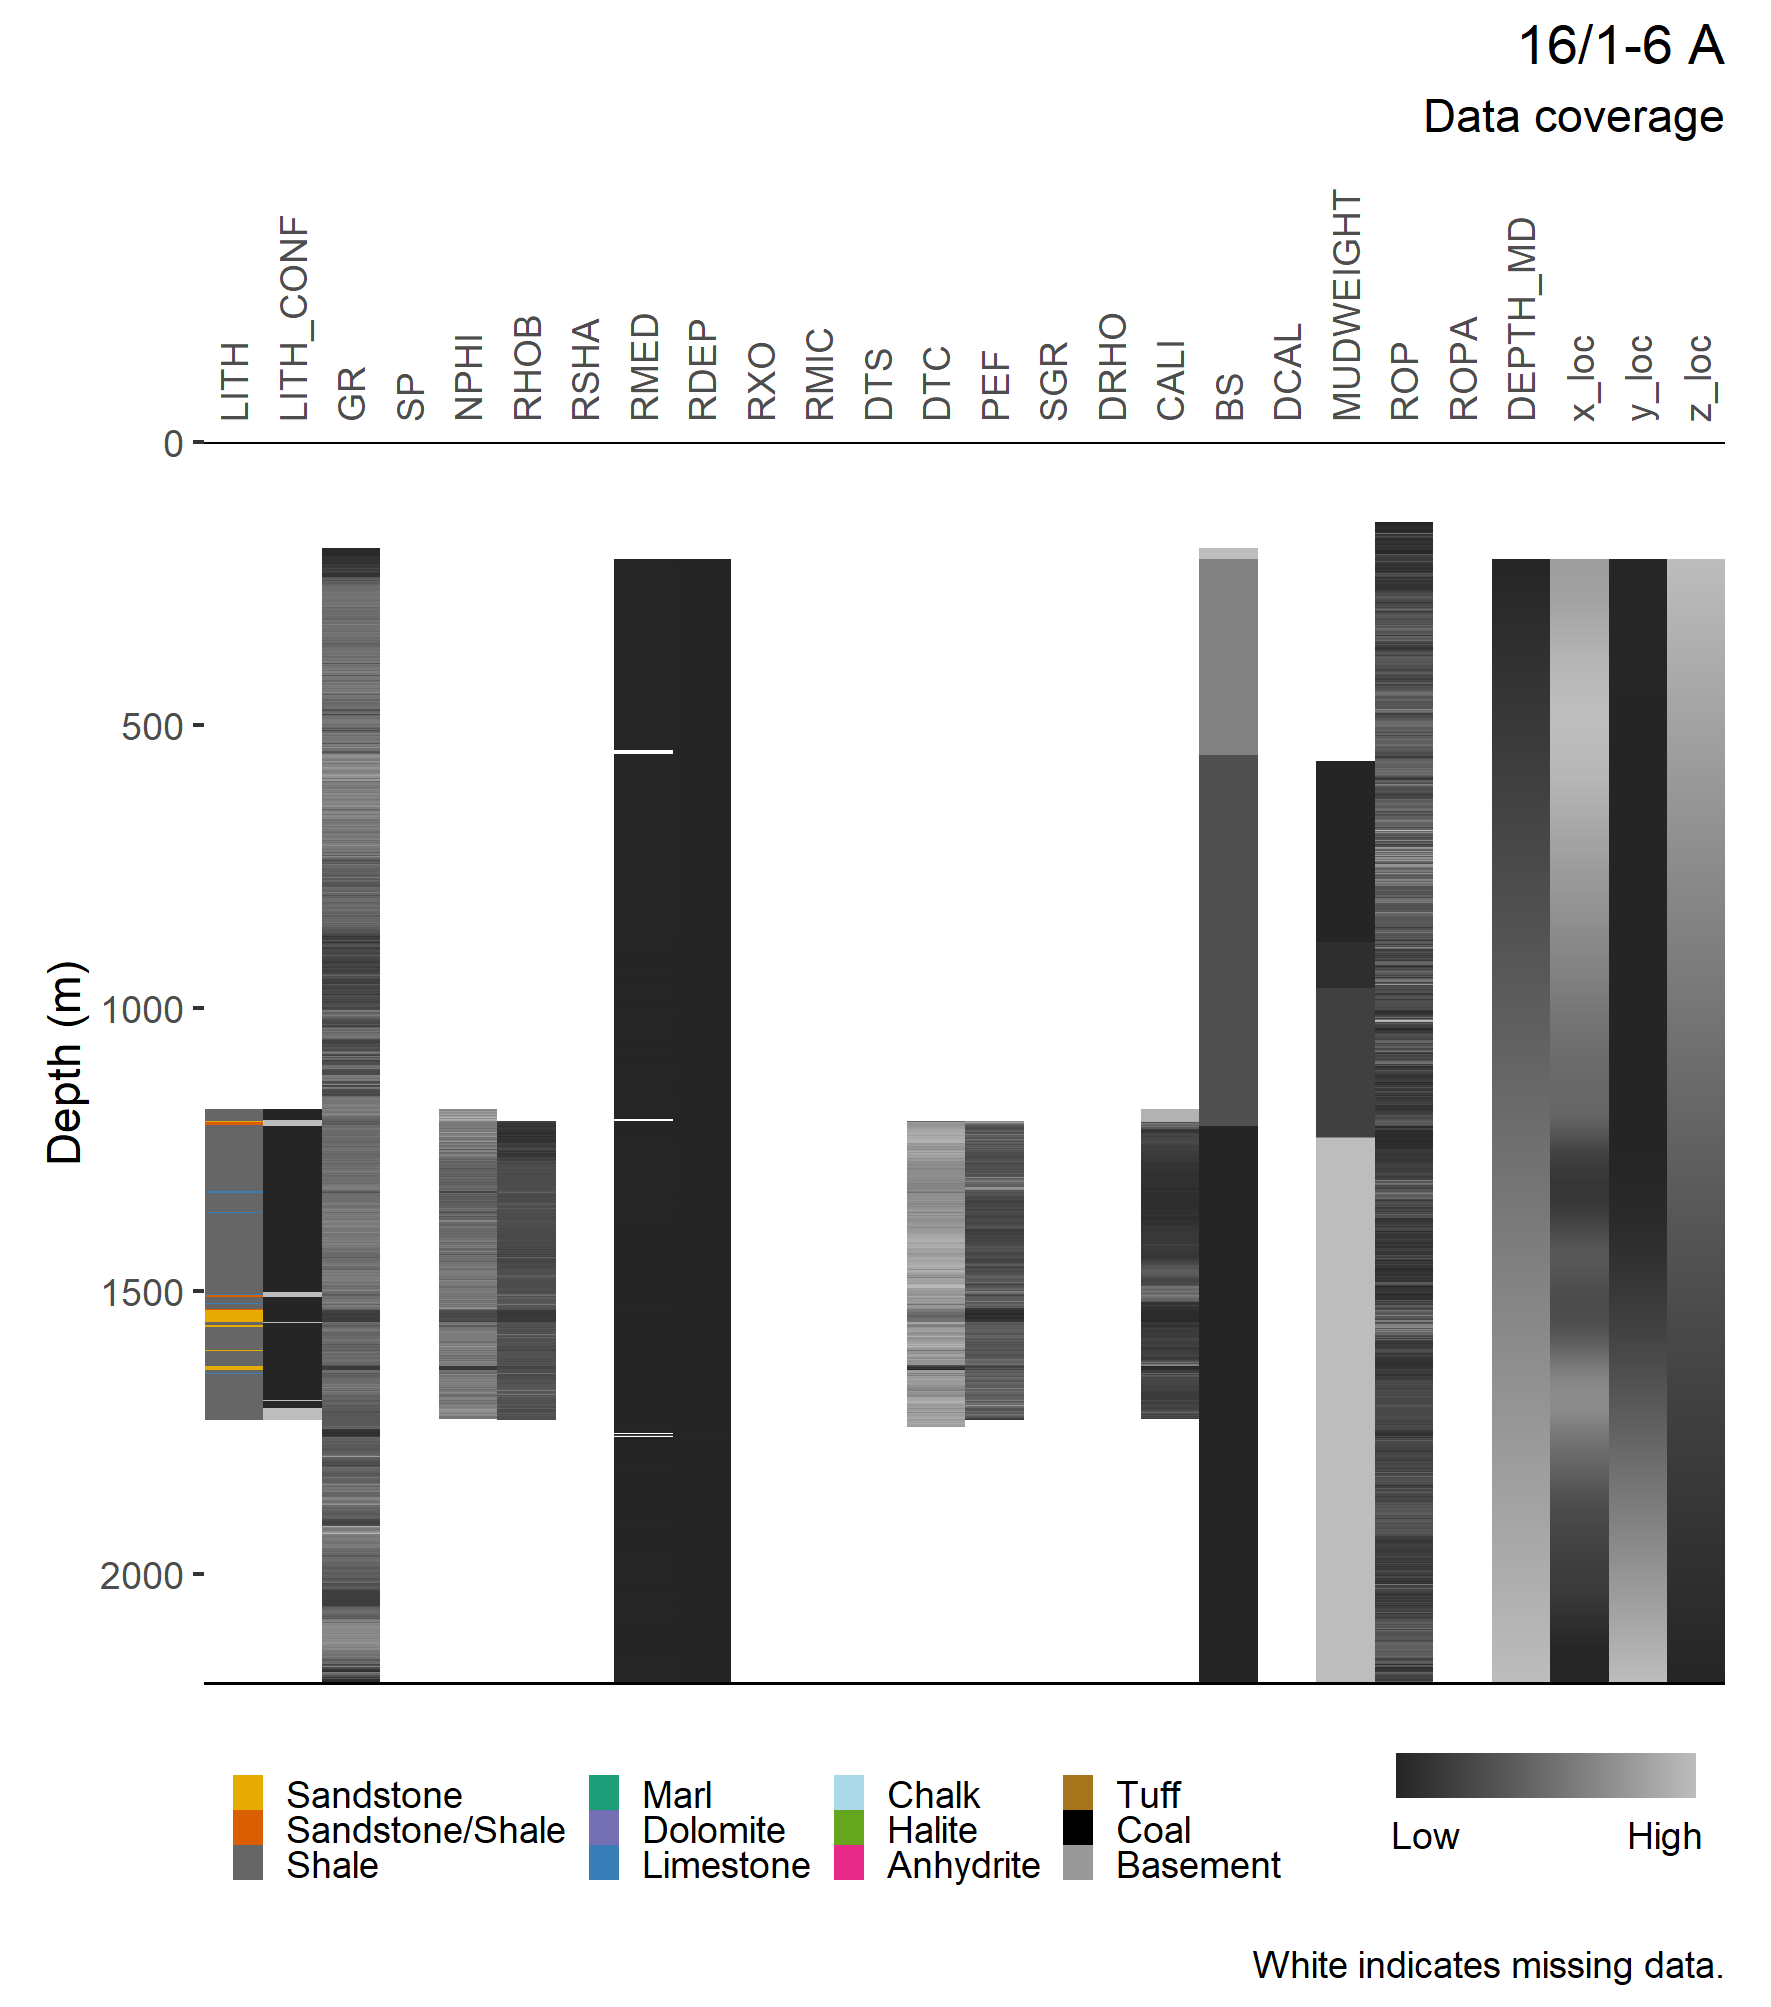 16/1-6 A
Data coverage
LITH
LITH_CONF
GR
SP
NPHI
RHOB
RSHA
RMED
RDEP
RXO
RMIC
DTS
DTC
PEF
SGR
DRHO
CALI
BS
DCAL
MUDWEIGHT
ROP
ROPA
DEPTH_MD
x_loc
y_loc
z_loc
0
500
1000
1500
2000
Depth (m)
Sandstone
Sandstone/Shale
Shale
Marl
Dolomite
Limestone
Chalk
Halite
Anhydrite
Tuff
Coal
Basement
Low High
White indicates missing data.